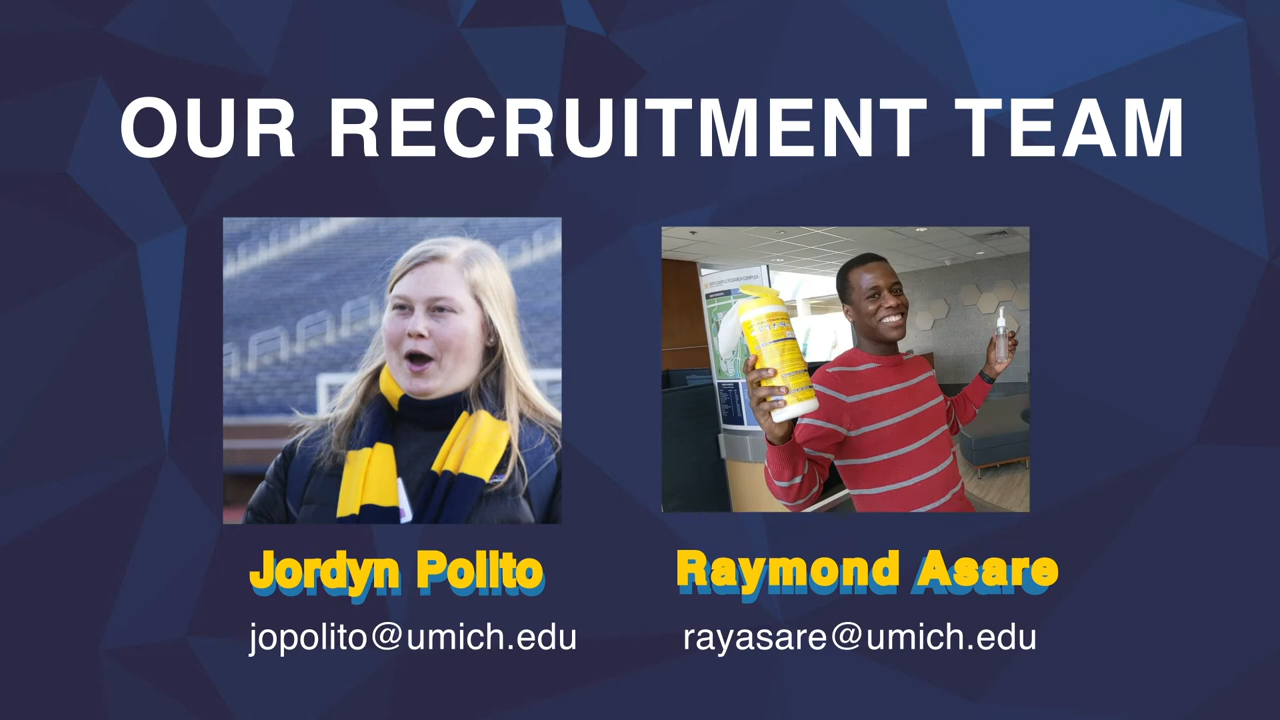 OUR RECRUITMENT TEAM
Jordyn Polito
Raymond Asare
jopolito@umich.edu
rayasare@umich.edu